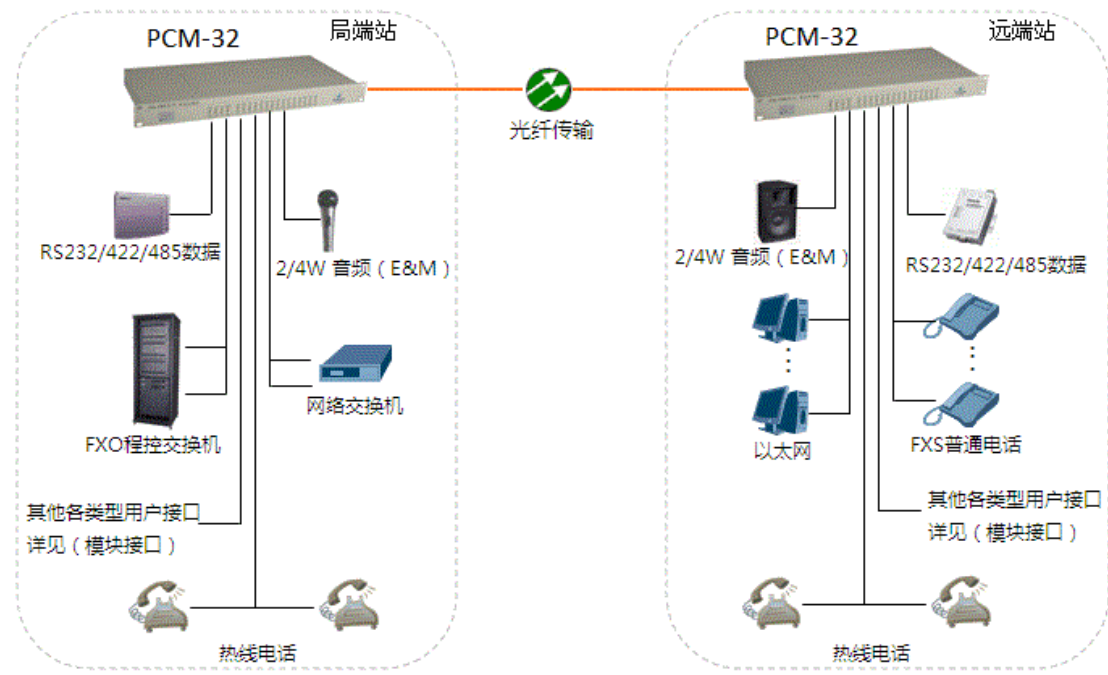 PCM-32
局端站
PCM-32
远端站
光纤传输
RS232/422/485数据
2/4W 音频（E&M）
2/4W 音频（E&M）
RS232/422/485数据
FXO程控交换机
网络交换机
以太网
FXS普通电话
其他各类型用户接口
详见（模块接口）
其他各类型用户接口
详见（模块接口）
热线电话
热线电话